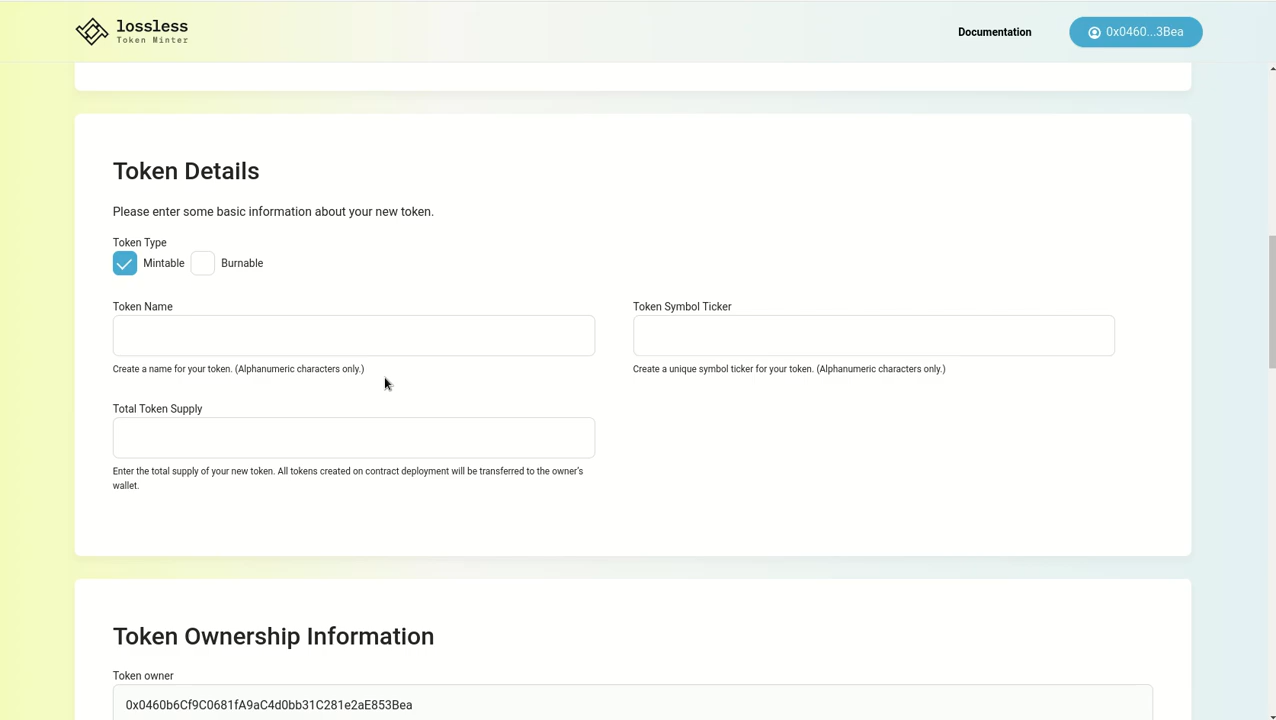 lossless
Token Minter
Documentation
0x0460...3Bea
Token Details
Please enter some basic information about your new token.
Token Type
Mintable
Burnable
Token Name
Token Symbol Ticker
Create a name for your token. (Alphanumeric characters only.)
Create a unique symbol ticker for your token. (Alphanumeric characters only.)
Total Token Supply
Enter the total supply of your new token. All tokens created on contract deployment will be transferred to the owner's
wallet.
Token Ownership Information
Token owner
0x0460b6Cf9C0681fA9aC4d0bb31C281e2aE853Bea